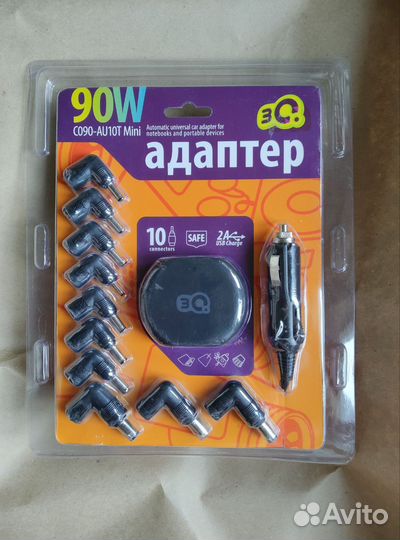 90W
CO90-AU10T Mini
Automatic universal car adapter for
notebooks and portable devices
3Q
адаптер
10
connectors
SAFE
2A
USB Charge
3Q
Avito